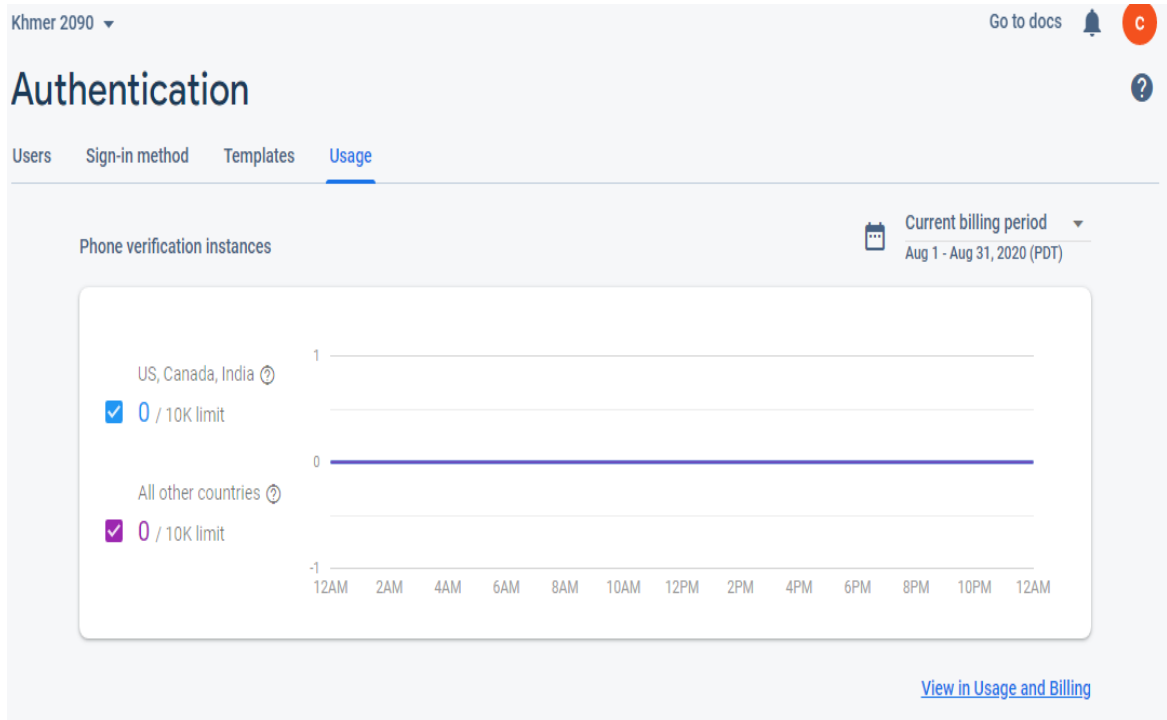 Khmer 2090
Go to docs
C
Authentication
?
Users Sign-in method Templates Usage
Phone verification instances
Current billing period
Aug 1 - Aug 31, 2020 (PDT)
US, Canada, India ?
0 / 10K limit
All other countries ?
0 / 10K limit
1
0
-1
12AM 2AM 4AM 6AM 8AM 10AM 12PM 2PM 4PM 6PM 8PM 10PM 12AM
View in Usage and Billing